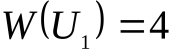 W(U₁) = 4